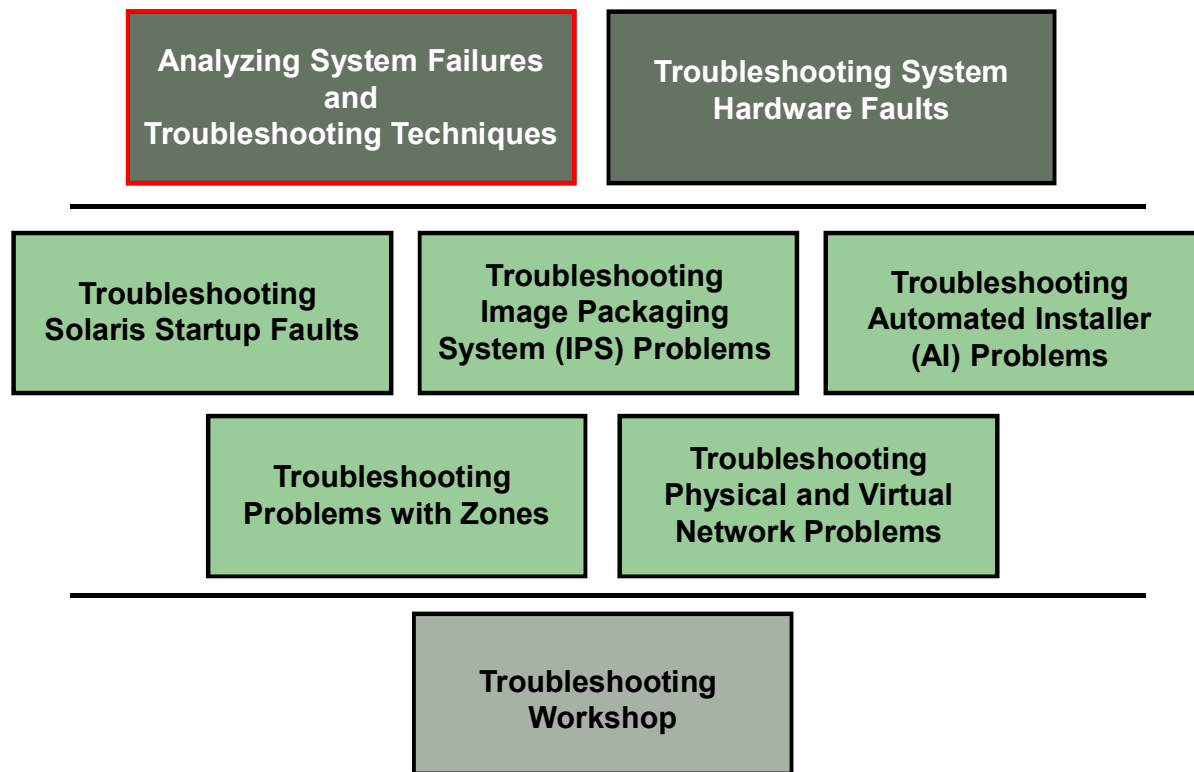 Analyzing System Failures
and
Troubleshooting Techniques
Troubleshooting System
Hardware Faults
Troubleshooting
Solaris Startup Faults
Troubleshooting
Image Packaging
System (IPS) Problems
Troubleshooting
Automated Installer
(AI) Problems
Troubleshooting
Problems with Zones
Troubleshooting
Physical and Virtual
Network Problems
Troubleshooting
Workshop